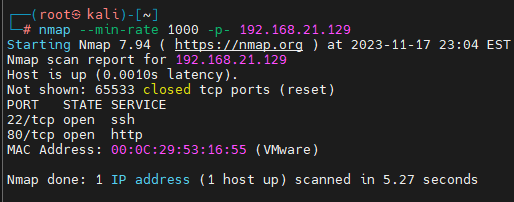 ┌──(root㉿kali)-[~]
└─# nmap --min-rate 1000 -p- 192.168.21.129
Starting Nmap 7.94 ( https://nmap.org ) at 2023-11-17 23:04 EST
Nmap scan report for 192.168.21.129
Host is up (0.0010s latency).
Not shown: 65533 closed tcp ports (reset)
PORT   STATE SERVICE
22/tcp open  ssh
80/tcp open  http
MAC Address: 00:0C:29:53:16:55 (VMware)

Nmap done: 1 IP address (1 host up) scanned in 5.27 seconds